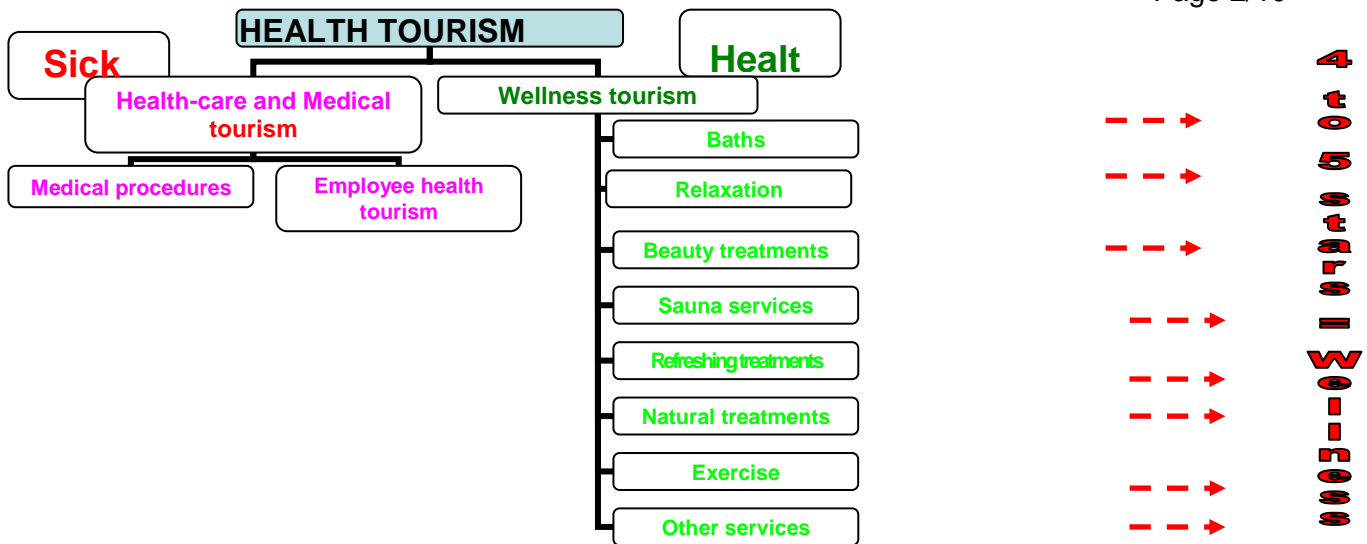 HEALTH TOURISM
Sick
Healt
Health-care and Medical
tourism
Wellness tourism
Medical procedures
Employee health
tourism
Baths
Relaxation
Beauty treatments
Sauna services
Refreshing treatments
Natural treatments
Exercise
Other services
4 to 5 stars = Wellness